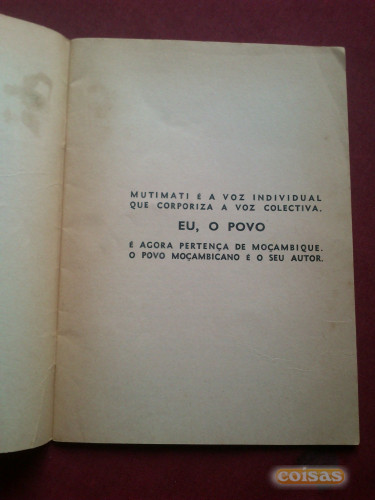 MUTIMATI É A VOZ INDIVIDUAL
QUE CORPORIZA A VOZ COLECTIVA.
EU, O POVO
É AGORA PERTENÇA DE MOÇAMBIQUE.
O POVO MOÇAMBICANO É O SEU AUTOR.
coisas